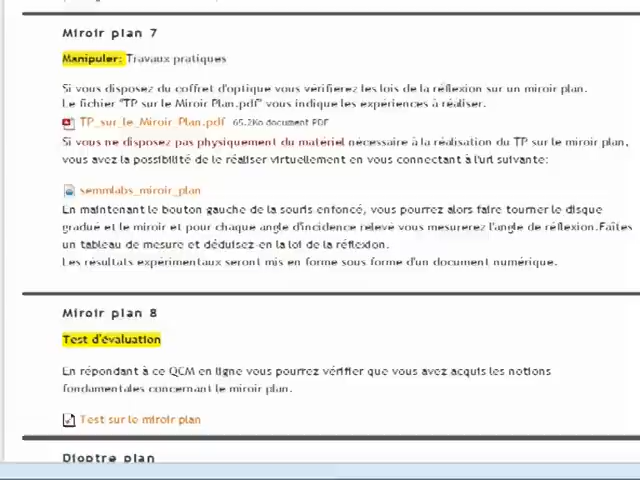 Miroir plan 7
Manipuler: Travaux pratiques
Si vous disposez du coffret d'optique vous vérifierez les lois de la réflexion sur un miroir plan.
Le fichier "TP sur le Miroir Plan.pdf" vous indique les expériences à réaliser.
TP_sur_le_Miroir Plan.pdf 65.2Ko document PDF
Si vous ne disposez pas physiquement du matériel nécessaire à la réalisation du TP sur le miroir plan,
vous avez la possibilité de le réaliser virtuellement en vous connectant à l'url suivante:
semmlabs_miroir_plan
En maintenant le bouton gauche de la souris enfoncé, vous pourrez alors faire tourner le disque
gradué et le miroir et pour chaque angle d'incidence relevé vous mesurerez l'angle de réflexion.Faites
un tableau de mesure et déduisez-en la loi de la réflexion.
Les résultats expérimentaux seront mis en forme sous forme d'un document numérique.
Miroir plan 8
Test d'évaluation
En répondant à ce QCM en ligne vous pourrez vérifier que vous avez acquis les notions
fondamentales concernant le miroir plan.
Test sur le miroir plan
Dioptre plan